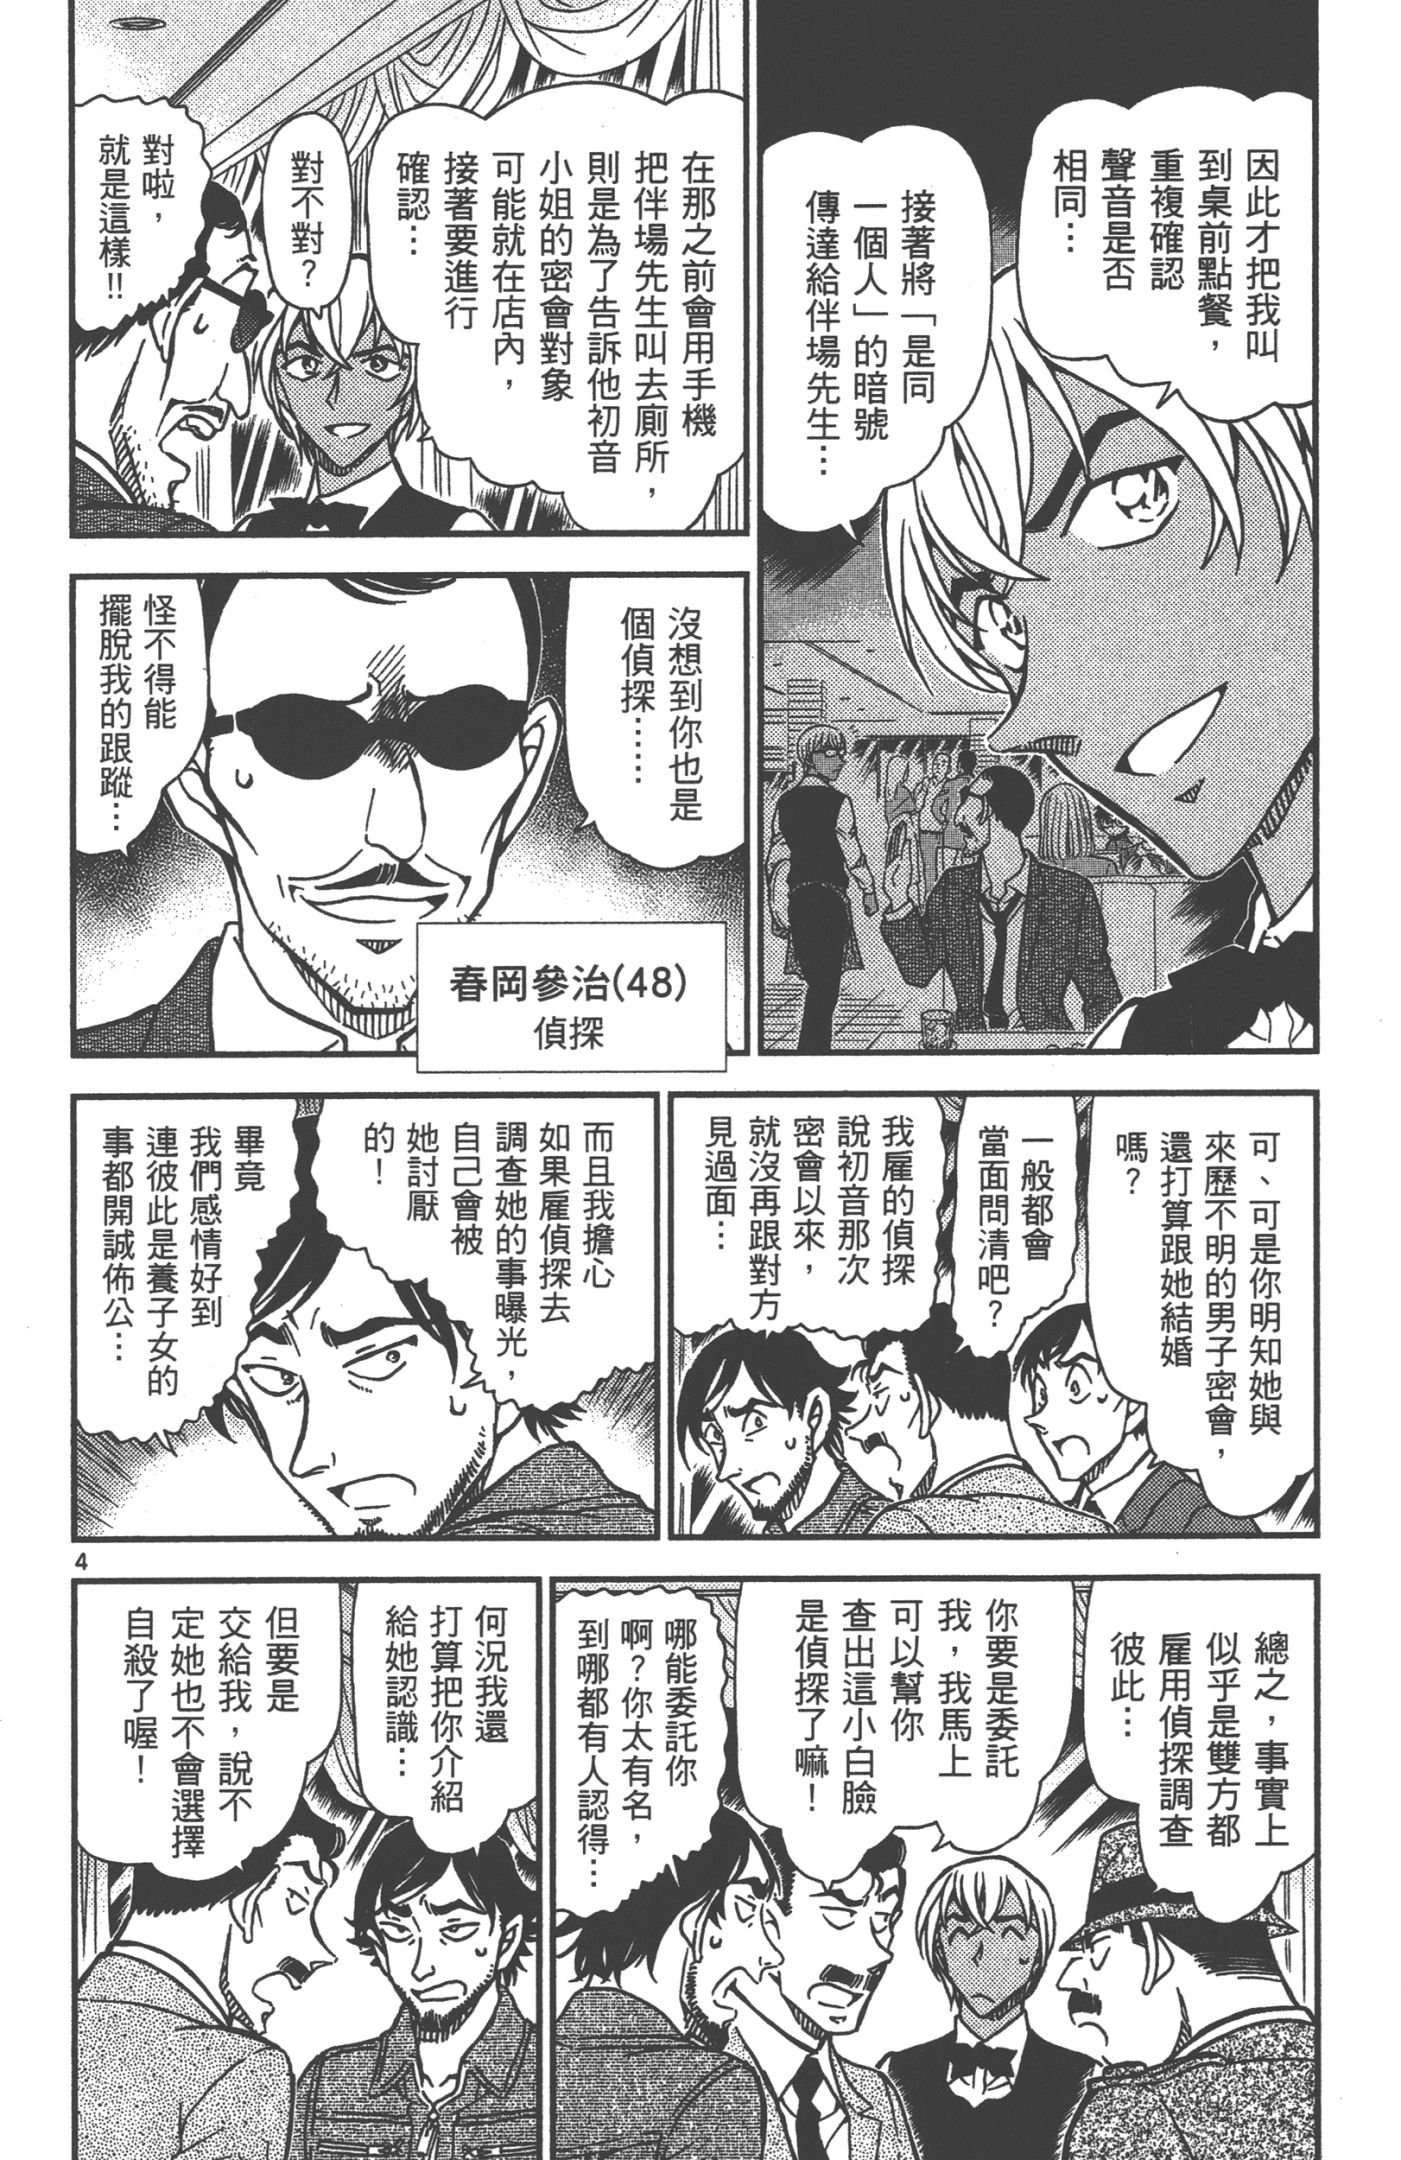 因此才把我叫
到桌前點餐，
重複確認
聲音是否
相同…
接著將「是同
一個人」的暗號
傳達給伴場先生…
在那之前會用手機
把伴場先生叫去廁所，
則是為了告訴他初音
小姐的密會對象
可能就在店內，
接著要進行
確認…
對不對？
對啦，
就是這樣!!
沒想到你也是
個偵探……
怪不得能
擺脫我的跟蹤…
春岡參治(48)
偵探
可、可是你明知她與
來歷不明的男子密會，
還打算跟她結婚
嗎？
一般都會
當面問清吧？
我雇的偵探
說初音那次
密會以來，
就沒再跟對方
見過面…
而且我擔心
如果雇偵探去
調查她的事曝光，
自己會被
她討厭
的！
畢竟
我們感情好到
連彼此是養子女的
事都開誠佈公…
4
總之，事實上
似乎是雙方都
雇用偵探調查
彼此…
你要是委託
我，我馬上
可以幫你
查出這小白臉
是偵探了嘛！
哪能委託你
啊？你太有名，
到哪都有人認得…
何況我還
打算把你介紹
給她認識…
但要是
交給我，說不
定她也不會選擇
自殺了喔！